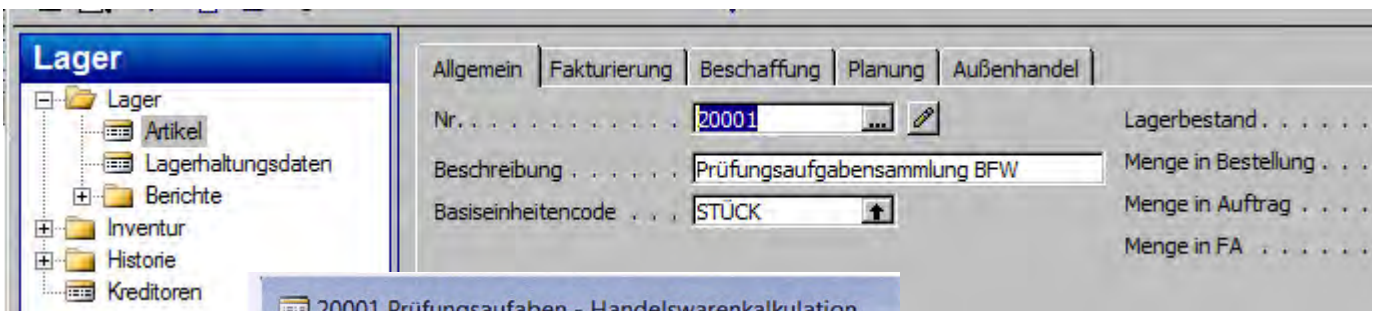 Lager
Lager
Artikel
Lagerhaltungsdaten
Berichte
Inventur
Historie
Kreditoren
Allgemein Fakturierung Beschaffung Planung Außenhandel
Nr. . . . . . . . . . . . 20001 ...
Beschreibung . . . . . . Prüfungsaufgabensammlung BFW
Basiseinheitencode . . . STÜCK
Lagerbestand . . . . . .
Menge in Bestellung . . .
Menge in Auftrag . . . .
Menge in FA . . . . . .
20001 Prüfungsaufaben - Handelswarenkalkulation